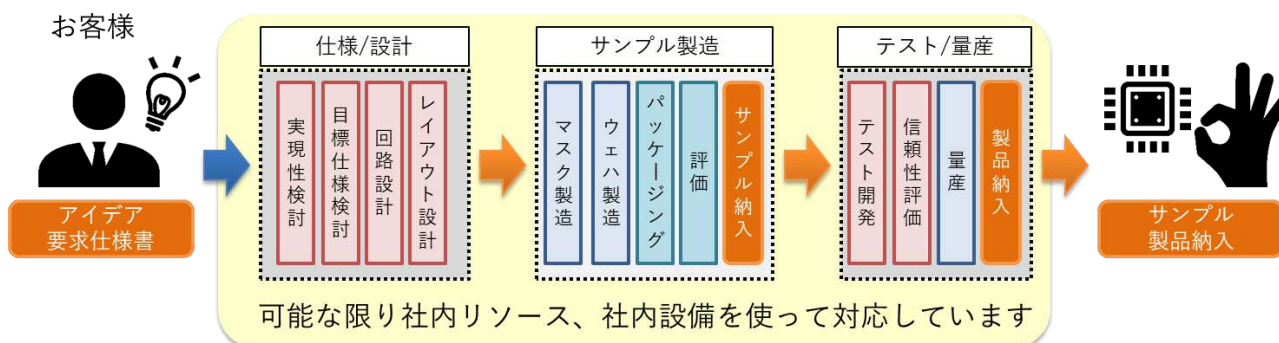 お客様
アイデア
要求仕様書
仕様/設計
実現性検討
目標仕様検討
回路設計
レイアウト設計
サンプル製造
マスク製造
ウェハ製造
パッケージング
評価
サンプル納入
テスト/量産
テスト開発
信頼性評価
量産
製品納入
サンプル
製品納入
可能な限り社内リソース、社内設備を使って対応しています